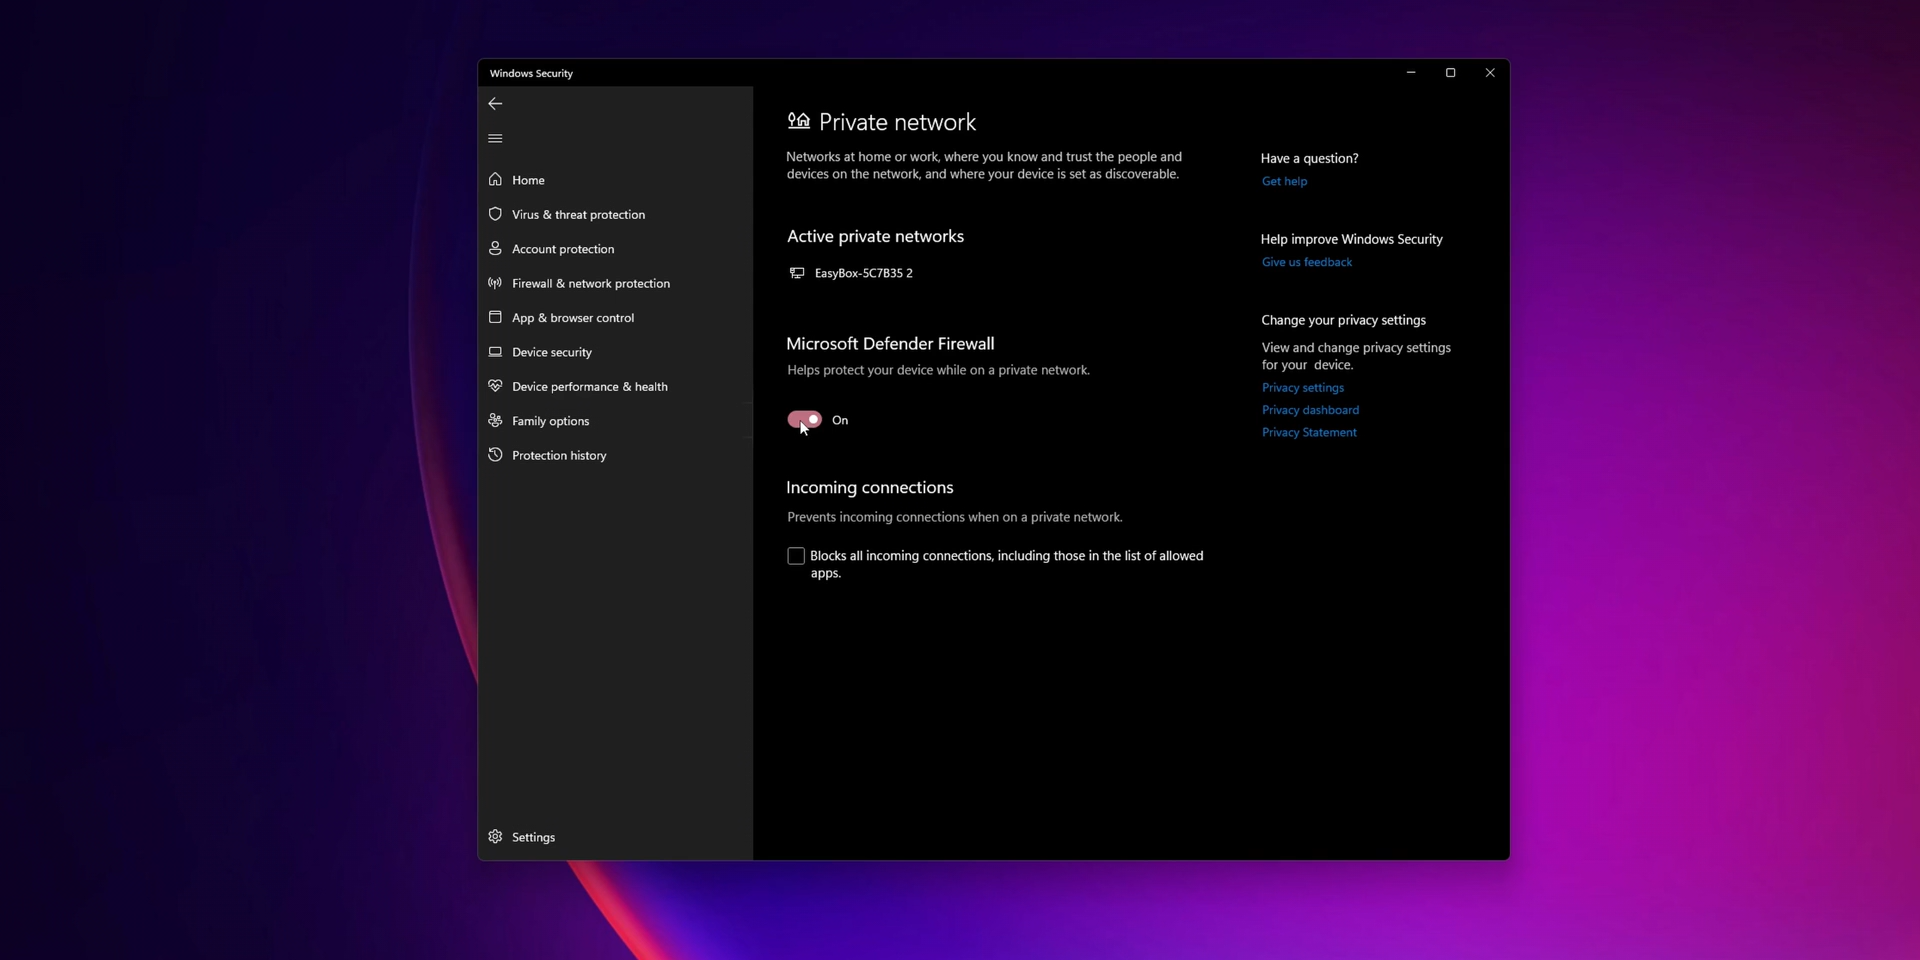 Windows Security
Home
Virus & threat protection
Account protection
Firewall & network protection
App & browser control
Device security
Device performance & health
Family options
Protection history
Settings
Private network
Networks at home or work, where you know and trust the people and
devices on the network, and where your device is set as discoverable.
Active private networks
EasyBox-5C7B35 2
Microsoft Defender Firewall
Helps protect your device while on a private network.
On
Incoming connections
Prevents incoming connections when on a private network.
Blocks all incoming connections, including those in the list of allowed
apps.
Have a question?
Get help
Help improve Windows Security
Give us feedback
Change your privacy settings
View and change privacy settings
for your device.
Privacy settings
Privacy dashboard
Privacy Statement